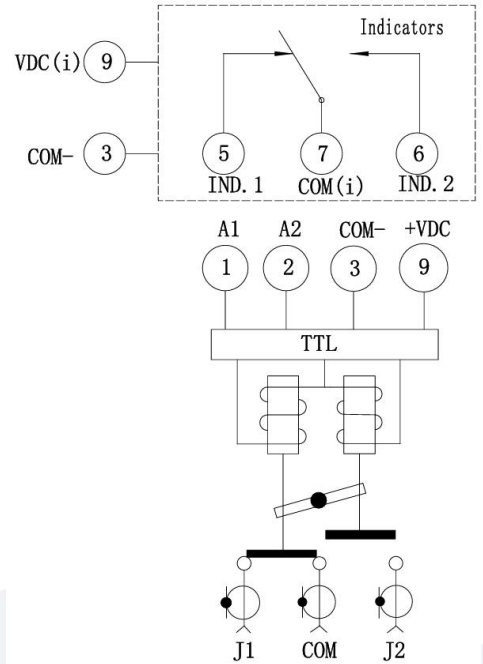 Indicators
VDC(i) 9
COM- 3
5 7 6
IND.1 COM(i) IND.2
A1 A2 COM- +VDC
1 2 3 9
TTL
J1 COM J2